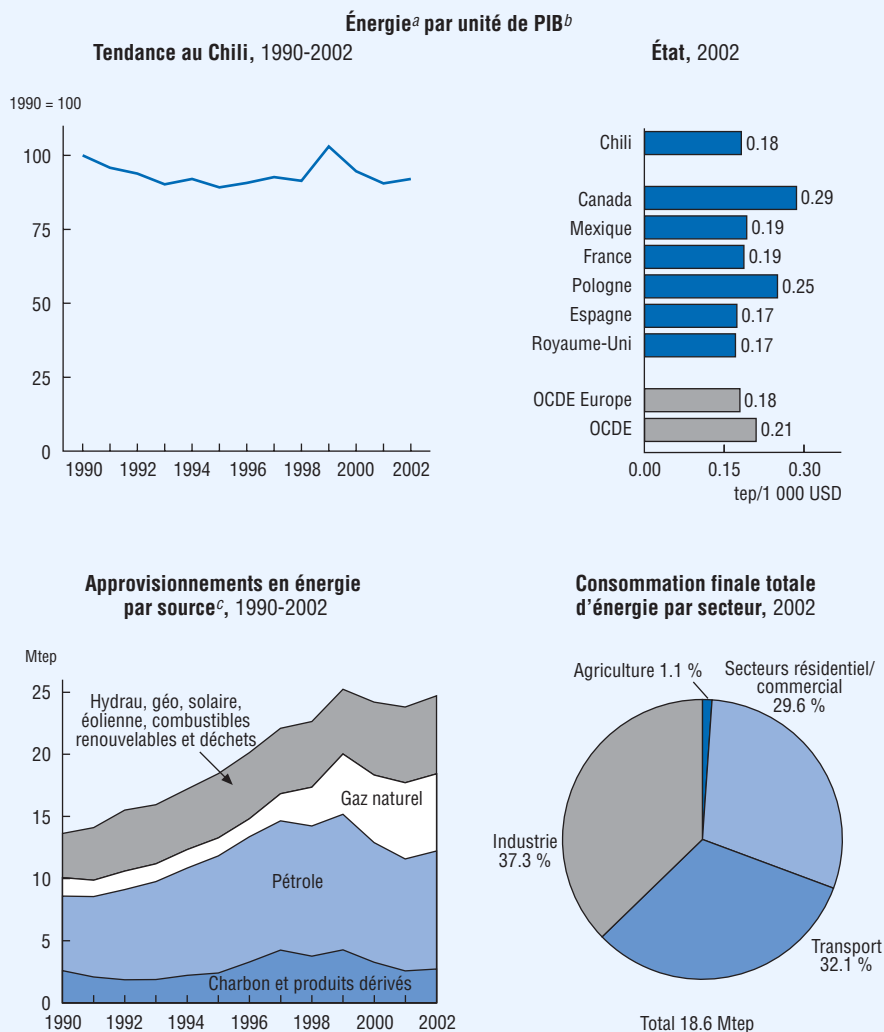 Énergieᵃ par unité de PIBᵇ
Tendance au Chili, 1990-2002
1990 = 100
100
75
50
25
0
1990 1992 1994 1996 1998 2000 2002
État, 2002
Chili 0.18
Canada 0.29
Mexique 0.19
France 0.19
Pologne 0.25
Espagne 0.17
Royaume-Uni 0.17
OCDE Europe 0.18
OCDE 0.21
0.00 0.15 0.30
tep/1 000 USD
Approvisionnements en énergie
par sourceᶜ, 1990-2002
Mtep
25
20
15
10
5
0
Hydrau, géo, solaire,
éolienne, combustibles
renouvelables et déchets
Gaz naturel
Pétrole
Charbon et produits dérivés
1990 1992 1994 1996 1998 2000 2002
Consommation finale totale
d'énergie par secteur, 2002
Agriculture 1.1 %
Secteurs résidentiel/
commercial
29.6 %
Industrie
37.3 %
Transport
32.1 %
Total 18.6 Mtep